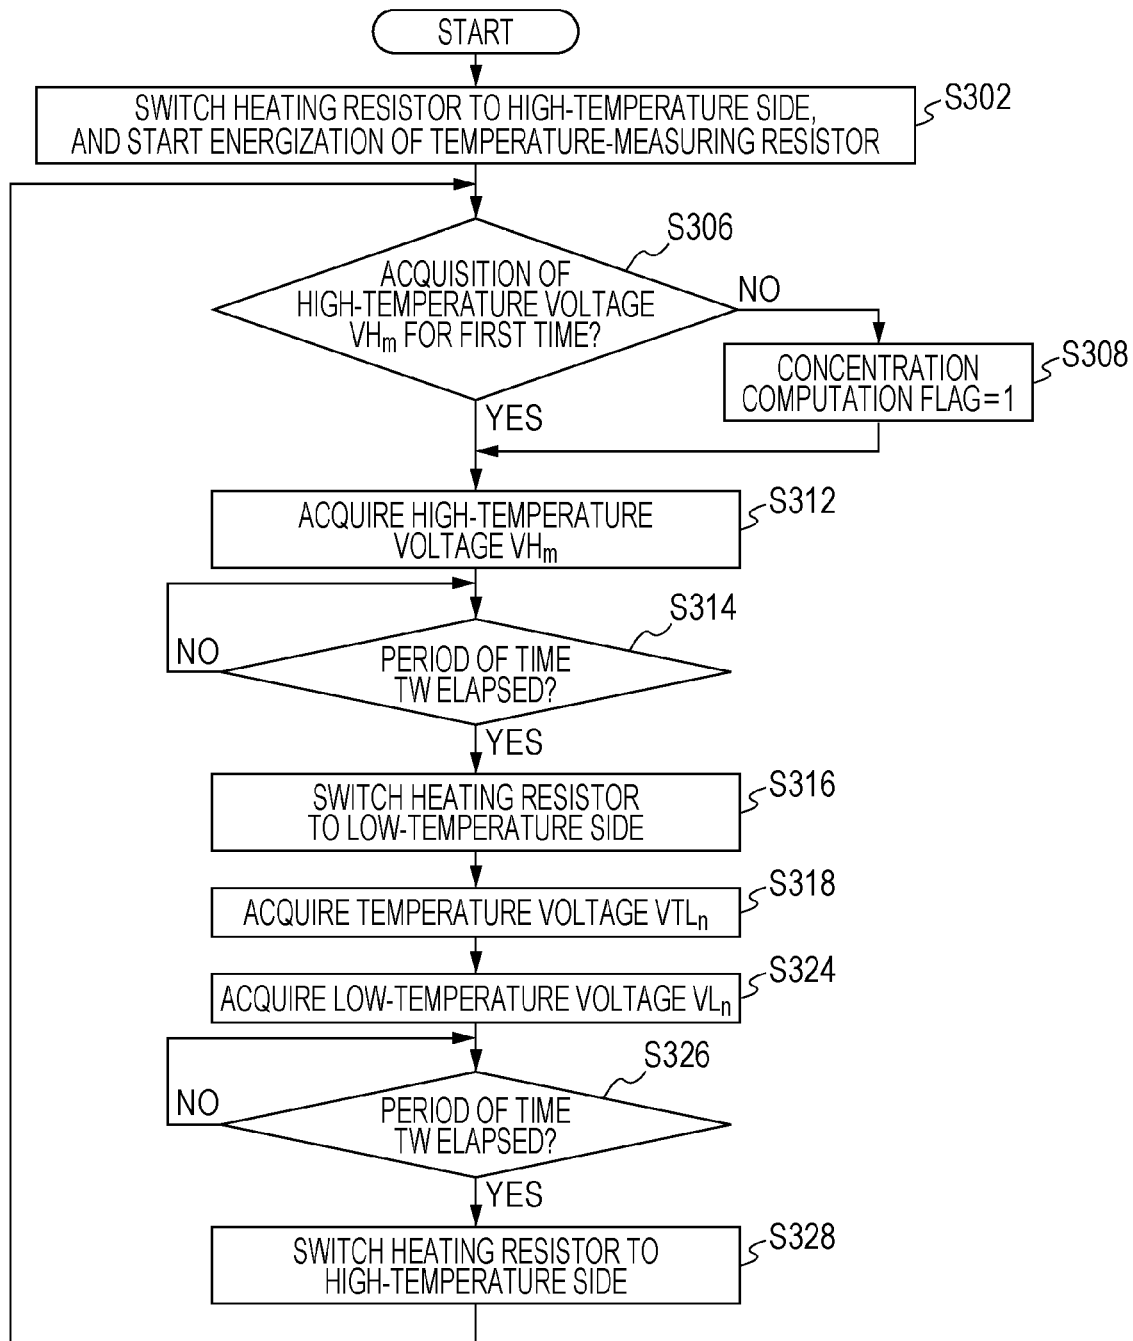 START
SWITCH HEATING RESISTOR TO HIGH-TEMPERATURE SIDE,
AND START ENERGIZATION OF TEMPERATURE-MEASURING RESISTOR
S302
ACQUISITION OF
HIGH-TEMPERATURE VOLTAGE
VHm FOR FIRST TIME?
S306
NO
YES
CONCENTRATION
COMPUTATION FLAG=1
S308
ACQUIRE HIGH-TEMPERATURE
VOLTAGE VHm
S312
PERIOD OF TIME
TW ELAPSED?
S314
NO
YES
SWITCH HEATING RESISTOR
TO LOW-TEMPERATURE SIDE
S316
ACQUIRE TEMPERATURE VOLTAGE VTLn
S318
ACQUIRE LOW-TEMPERATURE VOLTAGE VLn
S324
PERIOD OF TIME
TW ELAPSED?
S326
NO
YES
SWITCH HEATING RESISTOR TO
HIGH-TEMPERATURE SIDE
S328